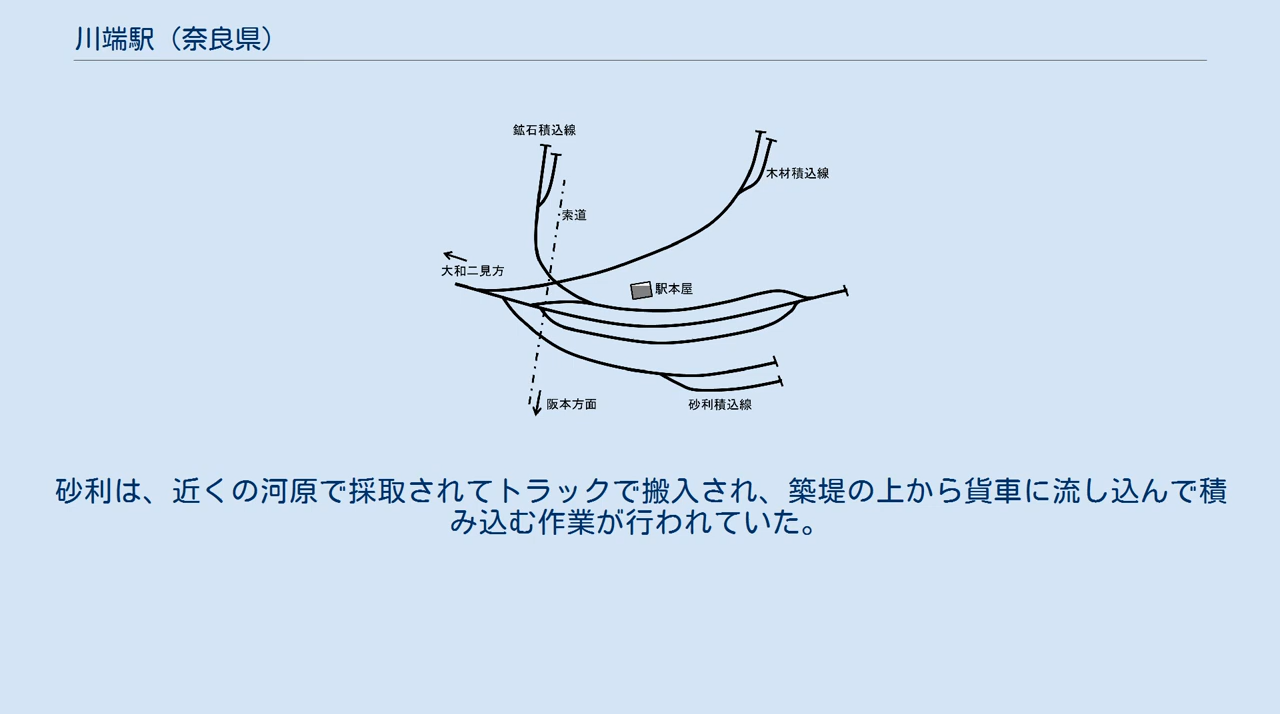 川端駅（奈良県）
鉱石積込線
木材積込線
索道
大和二見方
駅本屋
阪本方面
砂利積込線
砂利は、近くの河原で採取されてトラックで搬入され、築堤の上から貨車に流し込んで積
み込む作業が行われていた。